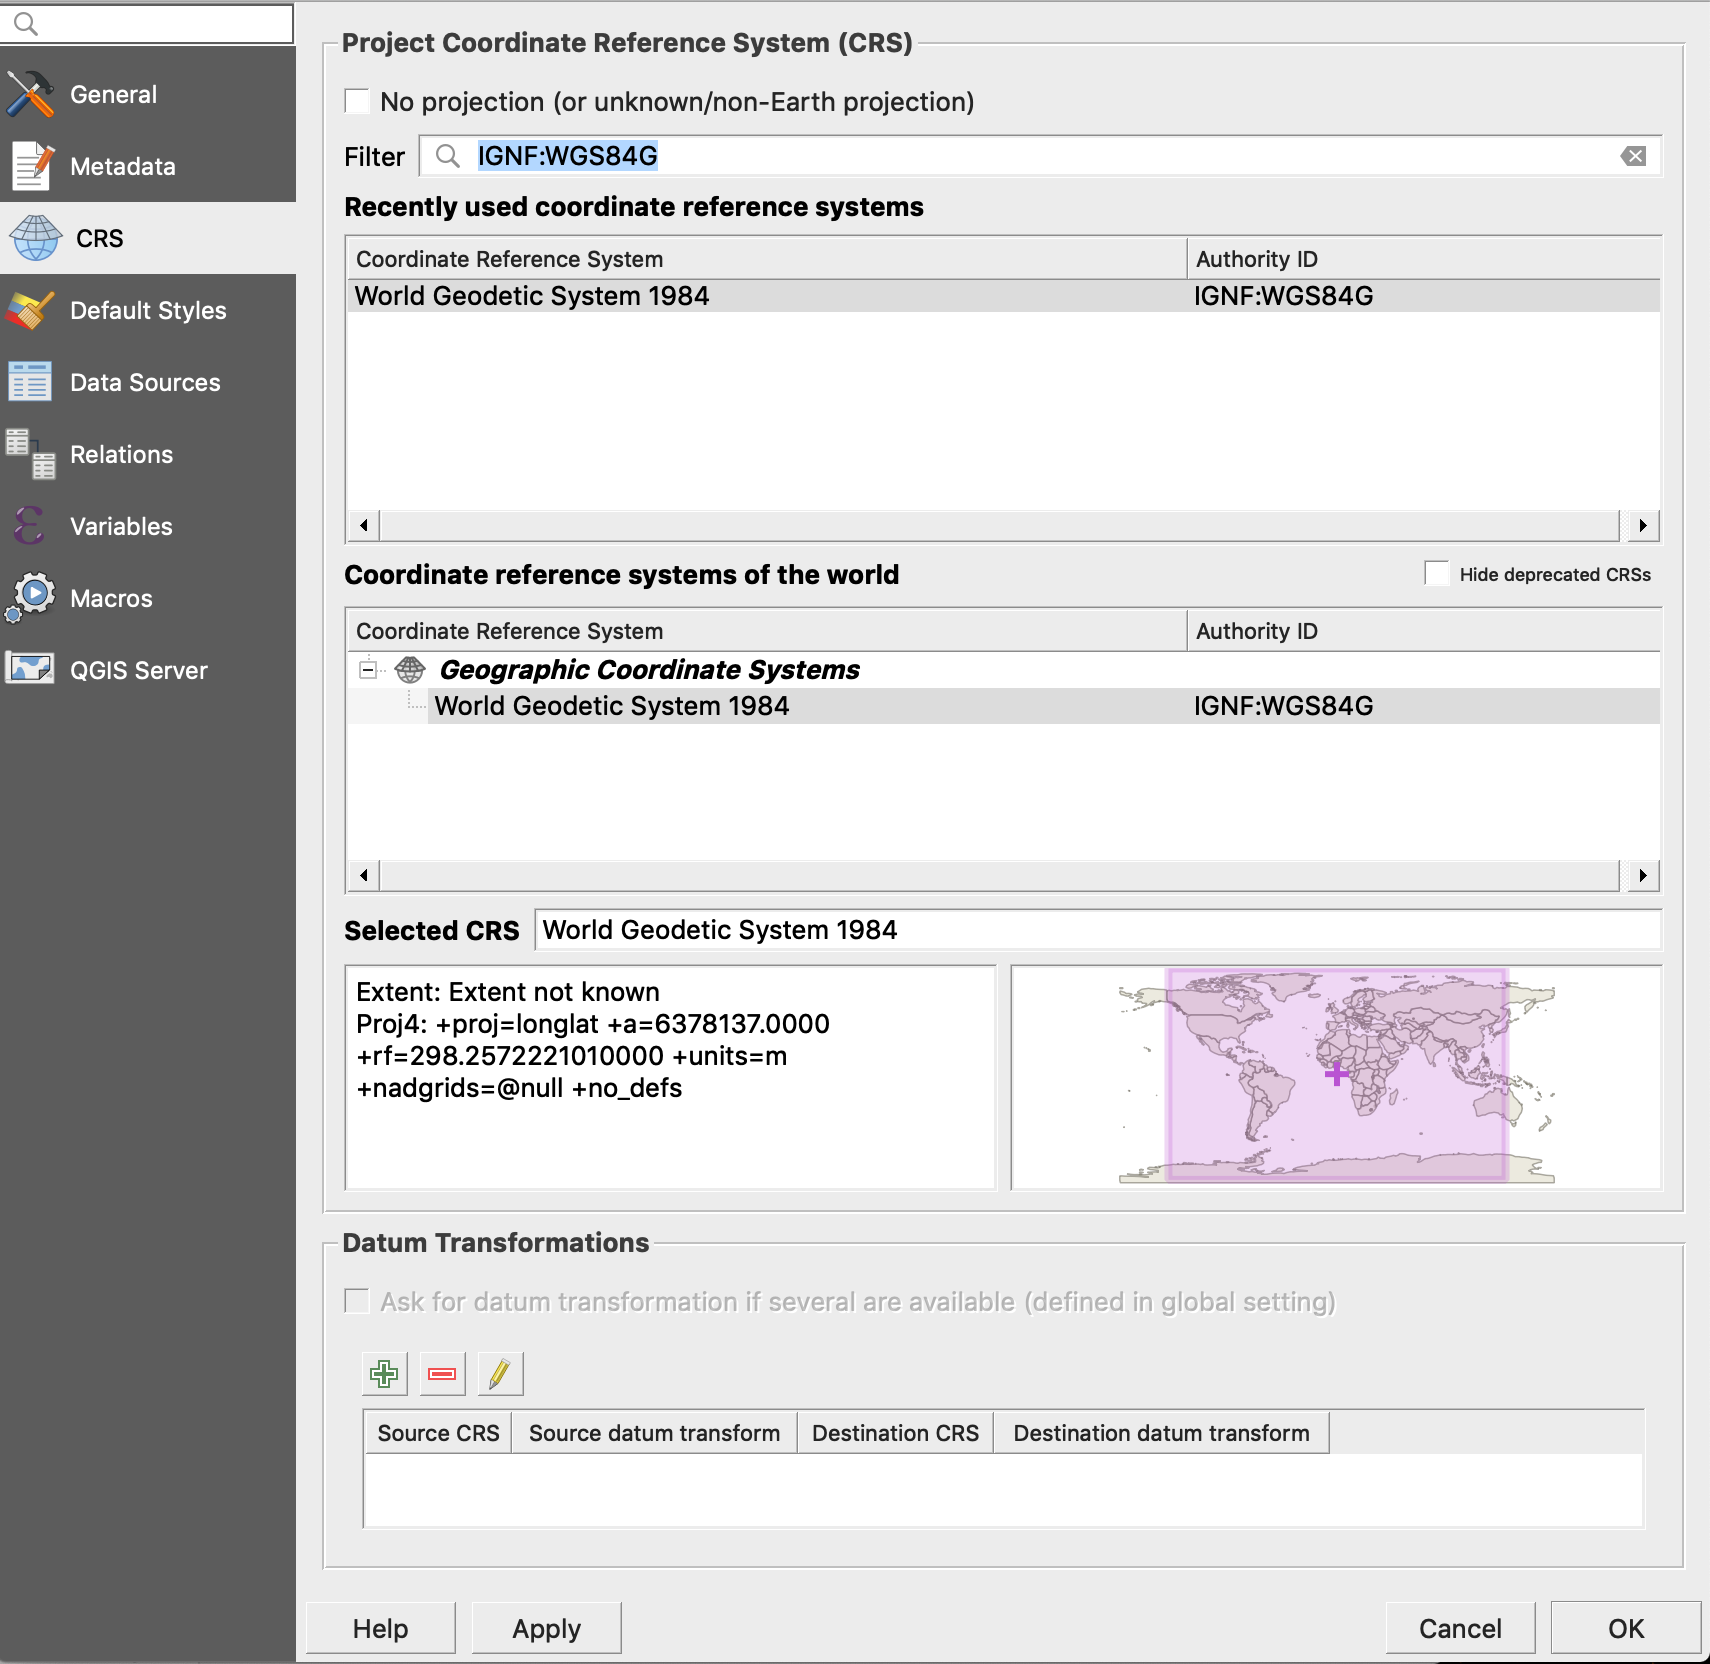 General
Metadata
CRS
Default Styles
Data Sources
Relations
Variables
Macros
QGIS Server
Project Coordinate Reference System (CRS)
No projection (or unknown/non-Earth projection)
Filter IGNF:WGS84G
Recently used coordinate reference systems
Coordinate Reference System Authority ID
World Geodetic System 1984 IGNF:WGS84G
Coordinate reference systems of the world Hide deprecated CRSs
Coordinate Reference System Authority ID
Geographic Coordinate Systems
World Geodetic System 1984 IGNF:WGS84G
Selected CRS World Geodetic System 1984
Extent: Extent not known
Proj4: +proj=longlat +a=6378137.0000
+rf=298.2572221010000 +units=m
+nadgrids=@null +no_defs
Datum Transformations
Ask for datum transformation if several are available (defined in global setting)
Source CRS Source datum transform Destination CRS Destination datum transform
Help Apply Cancel OK